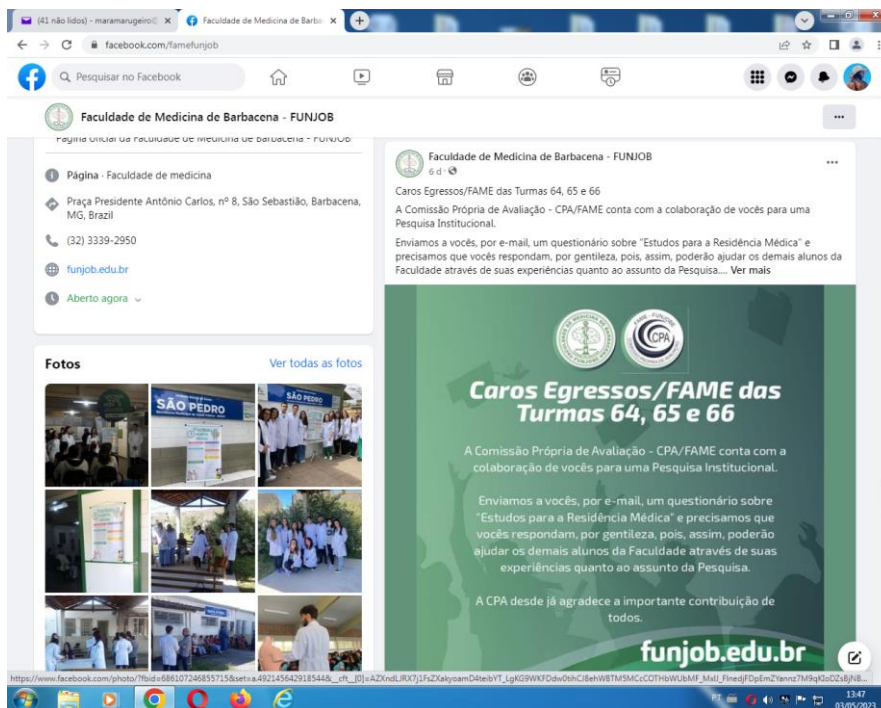 (41 não lidos) - maramarugeiro@
Faculdade de Medicina de Barba
facebook.com/famefunjob
Pesquisar no Facebook
Faculdade de Medicina de Barbacena - FUNJOB
Página oficial da Faculdade de Medicina de Barbacena - FUNJOB
Página · Faculdade de medicina
Praça Presidente Antônio Carlos, nº 8, São Sebastião, Barbacena,
MG, Brazil
(32) 3339-2950
funjob.edu.br
Aberto agora
Fotos
Ver todas as fotos
SÃO PEDRO
SÃO PEDRO
Faculdade de Medicina de Barbacena - FUNJOB
6 d
Caros Egressos/FAME das Turmas 64, 65 e 66
A Comissão Própria de Avaliação - CPA/FAME conta com a colaboração de vocês para uma
Pesquisa Institucional.
Enviamos a vocês, por e-mail, um questionário sobre "Estudos para a Residência Médica" e
precisamos que vocês respondam, por gentileza, pois, assim, poderão ajudar os demais alunos da
Faculdade através de suas experiências quanto ao assunto da Pesquisa.... Ver mais
CPA
Caros Egressos/FAME das
Turmas 64, 65 e 66
A Comissão Própria de Avaliação - CPA/FAME conta com a
colaboração de vocês para uma Pesquisa Institucional.
Enviamos a vocês, por e-mail, um questionário sobre
"Estudos para a Residência Médica" e precisamos que
vocês respondam, por gentileza, pois, assim, poderão
ajudar os demais alunos da Faculdade através de suas
experiências quanto ao assunto da Pesquisa.
A CPA desde já agradece a importante contribuição de
todos.
funjob.edu.br
PT
13:47
03/05/2023